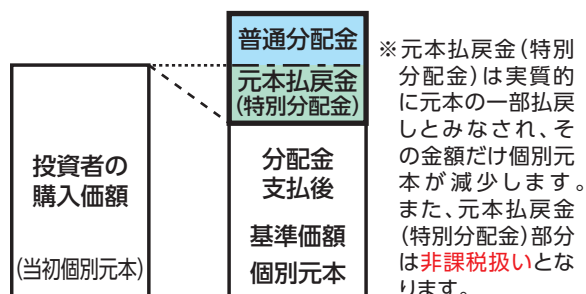 普通分配金
元本払戻金
(特別分配金)
投資者の
購入価額
(当初個別元本)
分配金
支払後
基準価額
個別元本
※元本払戻金(特別
分配金)は実質的
に元本の一部払戻
しとみなされ、そ
の金額だけ個別元
本が減少します。
また、元本払戻金
(特別分配金)部分
は非課税扱いとな
ります。